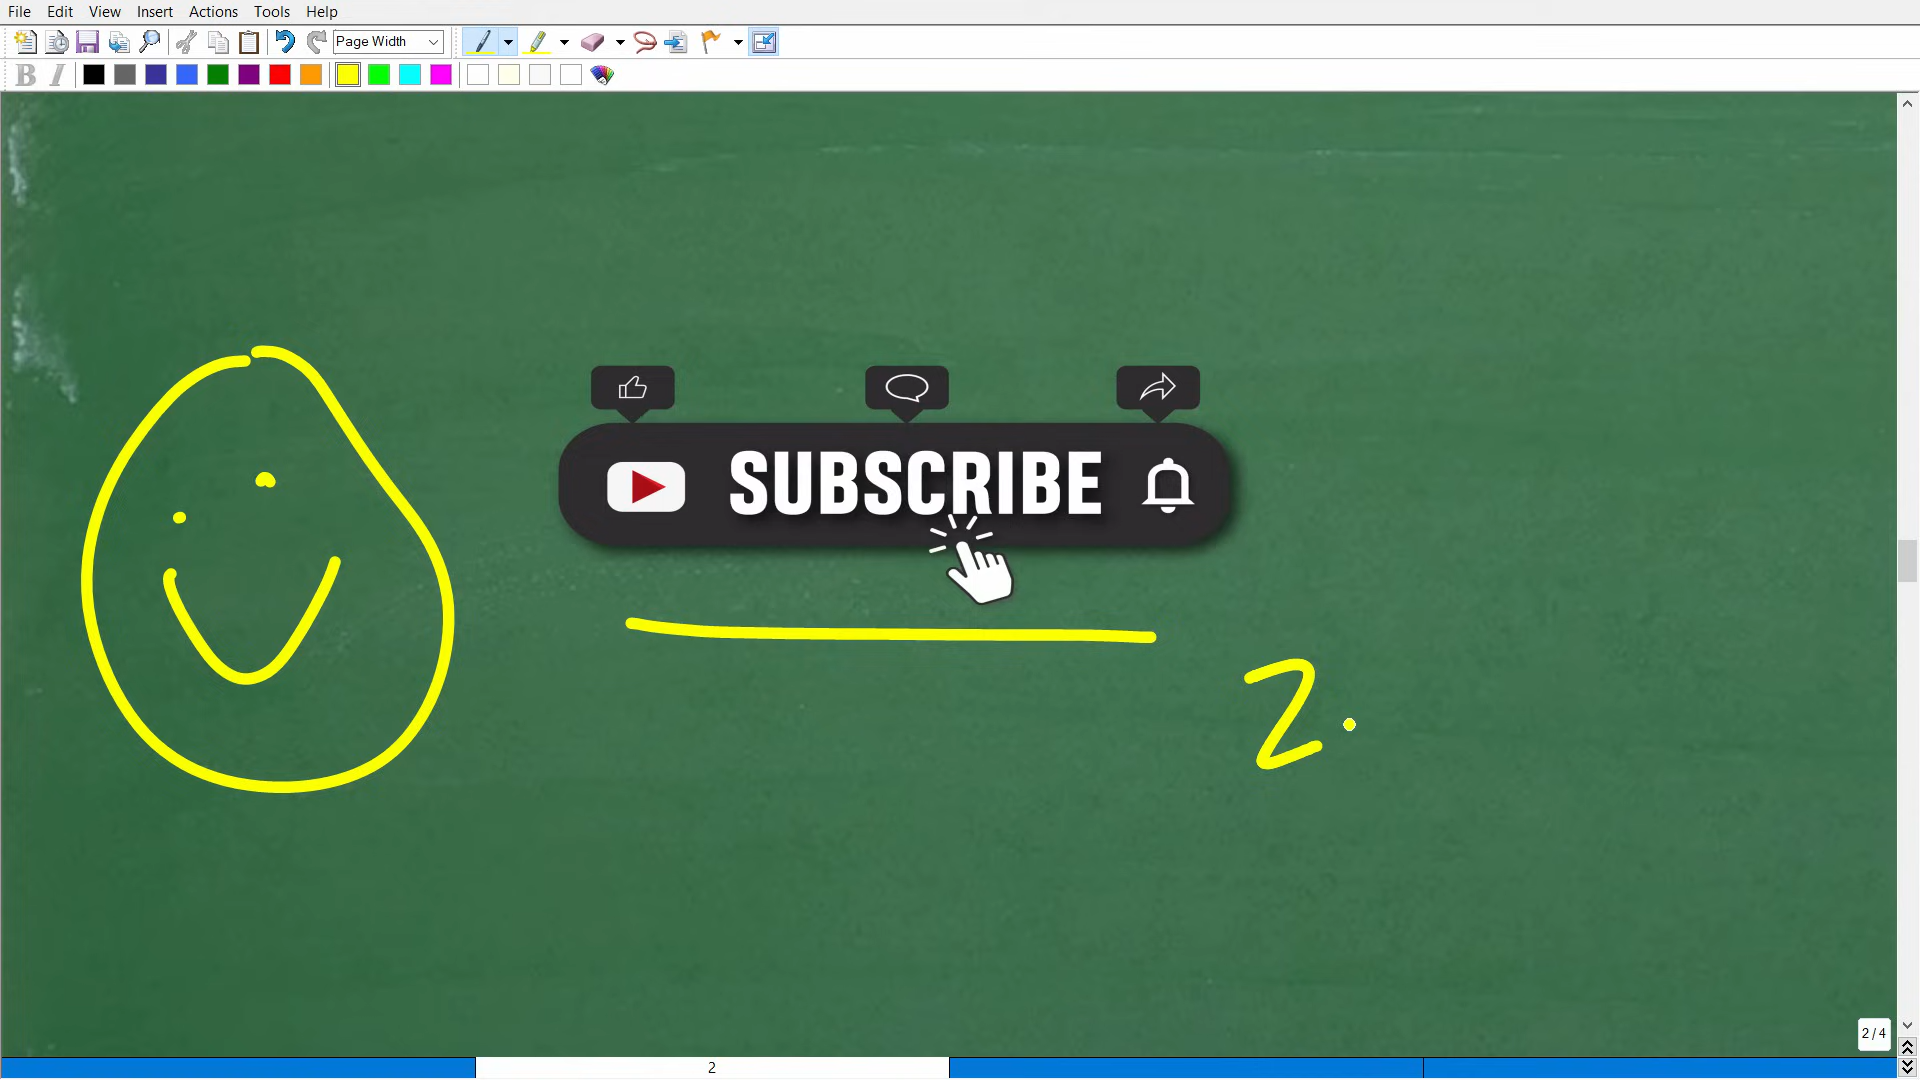 File Edit View Insert Actions Tools Help
Page Width
B I
SUBSCRIBE
2
2 / 4
2